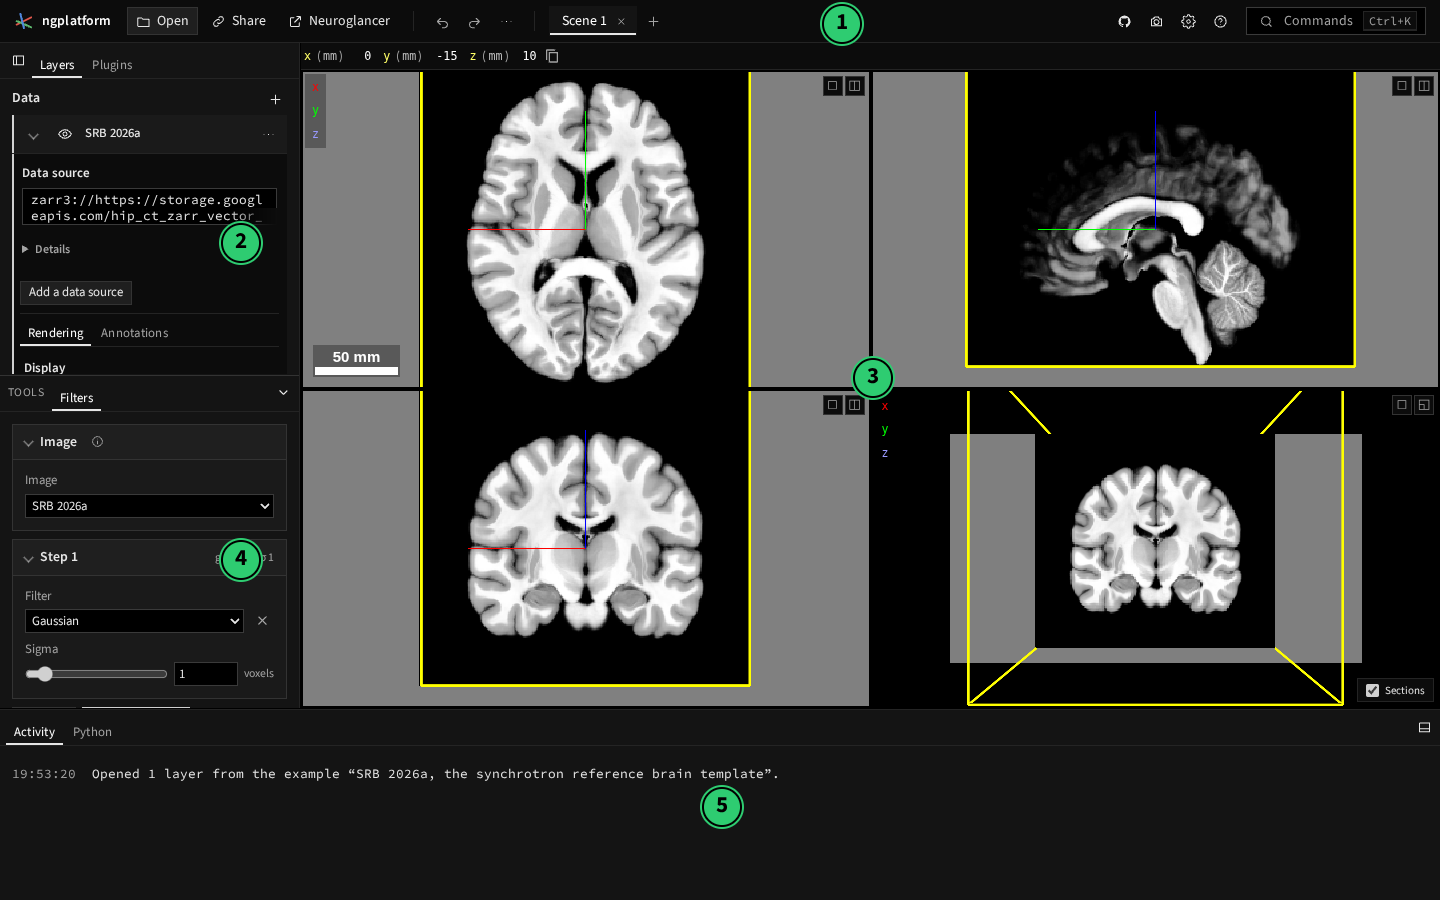 ngplatform Open Share Neuroglancer ... Scene 1 × + 1 Commands Ctrl+K
Layers Plugins
x (mm) 0 y (mm) -15 z (mm) 10
Data +
x
y
z
SRB 2026a ...
Data source
zarr3://https://storage.googl
eapis.com/hip_ct_zarr_vector_
2
Details
Add a data source
Rendering Annotations
Display
50 mm
3
TOOLS Filters
x
y
z
Image
Image
SRB 2026a
Step 1 4 1
Filter
Gaussian
Sigma
1 voxels
Sections
Activity Python
19:53:20 Opened 1 layer from the example “SRB 2026a, the synchrotron reference brain template”.
5